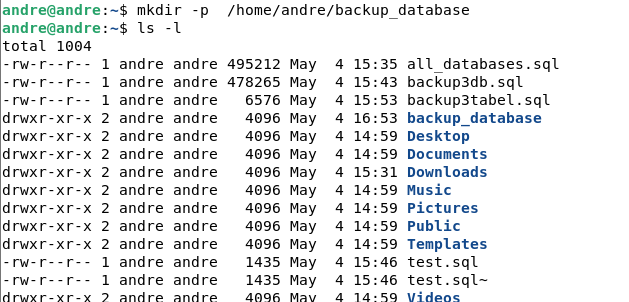 andre@andre:~$ mkdir -p  /home/andre/backup_database
andre@andre:~$ ls -l
total 1004
-rw-r--r-- 1 andre andre 495212 May  4 15:35 all_databases.sql
-rw-r--r-- 1 andre andre 478265 May  4 15:43 backup3db.sql
-rw-r--r-- 1 andre andre   6576 May  4 15:53 backup3tabel.sql
drwxr-xr-x 2 andre andre   4096 May  4 16:53 backup_database
drwxr-xr-x 2 andre andre   4096 May  4 14:59 Desktop
drwxr-xr-x 2 andre andre   4096 May  4 14:59 Documents
drwxr-xr-x 2 andre andre   4096 May  4 15:31 Downloads
drwxr-xr-x 2 andre andre   4096 May  4 14:59 Music
drwxr-xr-x 2 andre andre   4096 May  4 14:59 Pictures
drwxr-xr-x 2 andre andre   4096 May  4 14:59 Public
drwxr-xr-x 2 andre andre   4096 May  4 14:59 Templates
-rw-r--r-- 1 andre andre   1435 May  4 15:46 test.sql
-rw-r--r-- 1 andre andre   1435 May  4 15:46 test.sql~
drwxr-xr-x 2 andre andre   4096 May  4 14:59 Videos